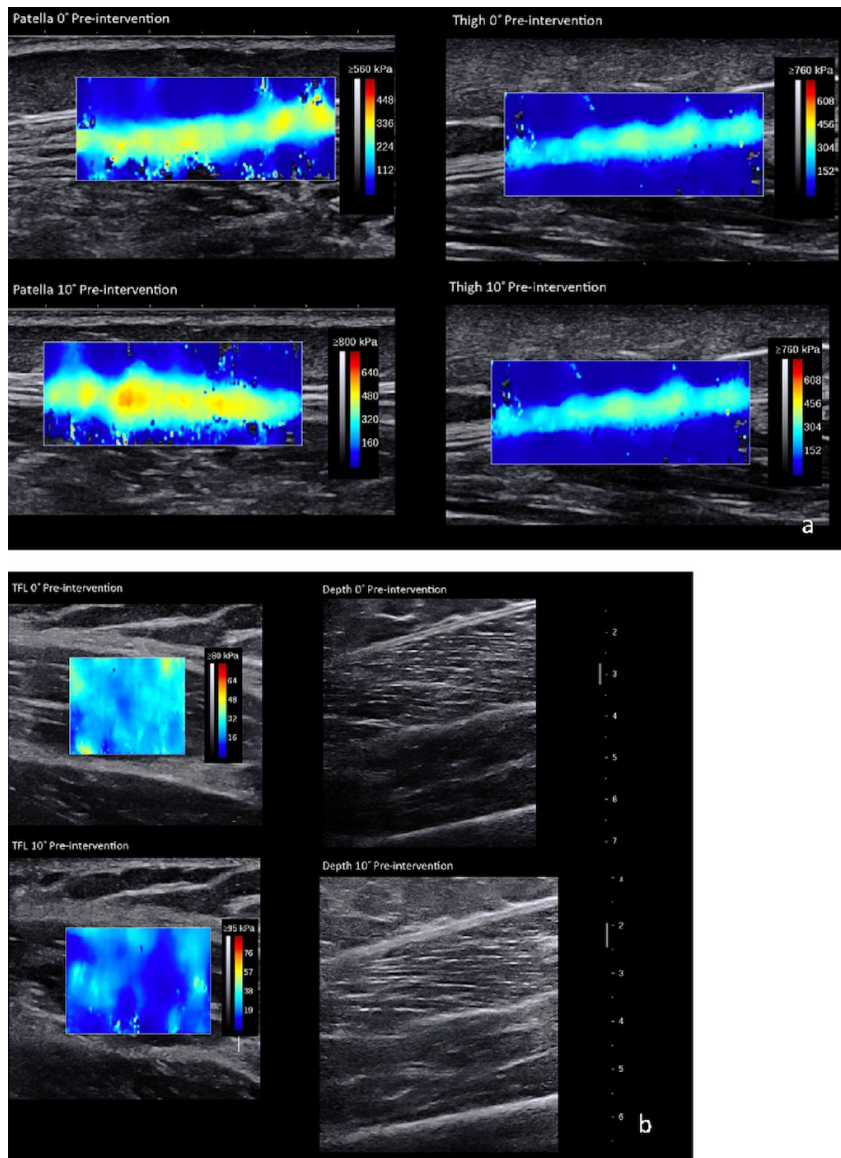 Patella 0° Pre-intervention
≥560 kPa
448
336
224
112
Thigh 0° Pre-intervention
≥760 kPa
608
456
304
152
Patella 10° Pre-intervention
≥800 kPa
640
480
320
160
Thigh 10° Pre-intervention
≥760 kPa
608
456
304
152
a
TFL 0° Pre-intervention
≥80 kPa
64
48
32
16
Depth 0° Pre-intervention
2
3
4
5
6
7
TFL 10° Pre-intervention
≥95 kPa
76
57
38
19
Depth 10° Pre-intervention
1
2
3
4
5
6
b